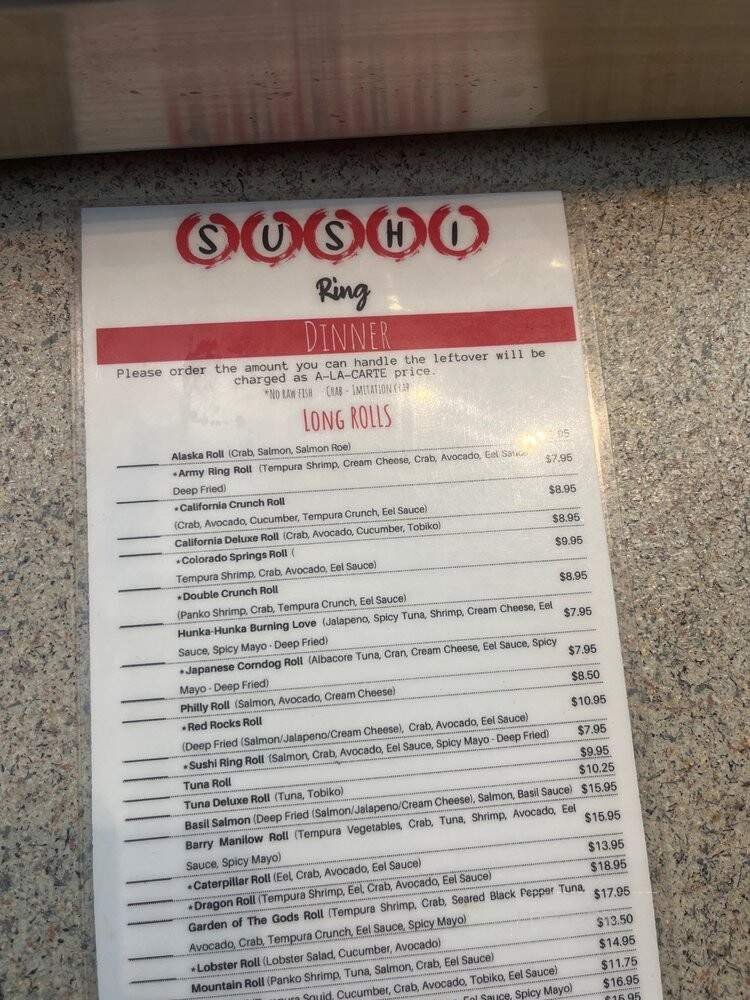 SUSHI
Ring
DINNER
Please order the amount you can handle the leftover will be
charged as A-LA-CARTE price.
*NO RAW FISH CRAB - IMITATION CRAB
LONG ROLLS
Alaska Roll (Crab, Salmon, Salmon Roe)
*Army Ring Roll (Tempura Shrimp, Cream Cheese, Crab, Avocado, Eel Sauce $7.95
Deep Fried)
*California Crunch Roll $8.95
(Crab, Avocado, Cucumber, Tempura Crunch, Eel Sauce)
California Deluxe Roll (Crab, Avocado, Cucumber, Tobiko) $8.95
*Colorado Springs Roll ( $9.95
Tempura Shrimp, Crab, Avocado, Eel Sauce)
*Double Crunch Roll $8.95
(Panko Shrimp, Crab, Tempura Crunch, Eel Sauce)
Hunka-Hunka Burning Love (Jalapeno, Spicy Tuna, Shrimp, Cream Cheese, Eel $7.95
Sauce, Spicy Mayo - Deep Fried)
*Japanese Corndog Roll (Albacore Tuna, Cran, Cream Cheese, Eel Sauce, Spicy $7.95
Mayo - Deep Fried)
Philly Roll (Salmon, Avocado, Cream Cheese) $8.50
*Red Rocks Roll $10.95
(Deep Fried (Salmon/Jalapeno/Cream Cheese), Crab, Avocado, Eel Sauce)
*Sushi Ring Roll (Salmon, Crab, Avocado, Eel Sauce, Spicy Mayo - Deep Fried) $7.95
Tuna Roll $9.95
Tuna Deluxe Roll (Tuna, Tobiko) $10.25
Basil Salmon (Deep Fried (Salmon/Jalapeno/Cream Cheese), Salmon, Basil Sauce) $15.95
Barry Manilow Roll (Tempura Vegetables, Crab, Tuna, Shrimp, Avocado, Eel $15.95
Sauce, Spicy Mayo)
*Caterpillar Roll (Eel, Crab, Avocado, Eel Sauce) $13.95
*Dragon Roll (Tempura Shrimp, Eel, Crab, Avocado, Eel Sauce) $18.95
Garden of The Gods Roll (Tempura Shrimp, Crab, Seared Black Pepper Tuna, $17.95
Avocado, Crab, Tempura Crunch, Eel Sauce, Spicy Mayo)
*Lobster Roll (Lobster Salad, Cucumber, Avocado) $13.50
Mountain Roll (Panko Shrimp, Tuna, Salmon, Crab, Eel Sauce) $14.95
Squid, Cucumber, Crab, Avocado, Tobiko, Eel Sauce) $11.75
Eel Sauce, Spicy Mayo) $16.95
$15.95